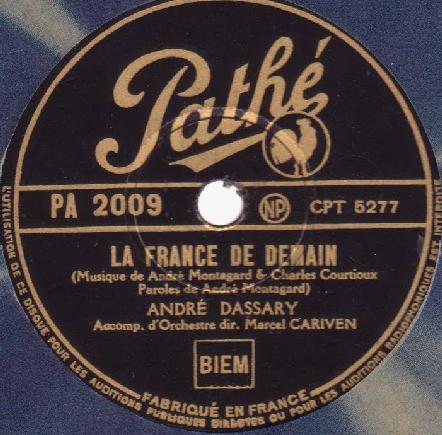 Pathé
PA 2009
NP
CPT 5277
LA FRANCE DE DEMAIN
(Musique de André Montagard & Charles Courtioux
Paroles de André Montagard)
ANDRÉ DASSARY
Accomp. d'Orchestre dir. Marcel CARIVEN
BIEM
FABRIQUÉ EN FRANCE
L'UTILISATION DE CE DISQUE POUR LES AUDITIONS PUBLIQUES DIRECTES OU POUR LES AUDITIONS RADIOPHONIQUES EST INTERDITE